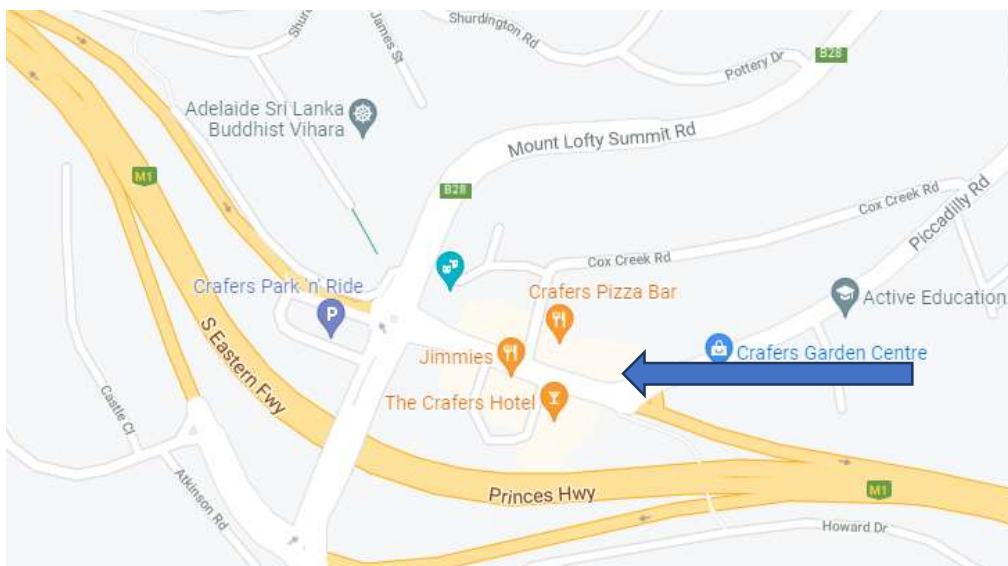 Shurdington Rd
Shur
James St
B28
Pottery Dr
Adelaide Sri Lanka
Buddhist Vihara
Mount Lofty Summit Rd
M1
B28
Cox Creek Rd
Piccadilly Rd
Cox Creek Rd
Crafers Park 'n' Ride
P
Crafers Pizza Bar
Active Education
S Eastern Fwy
Jimmies
Crafers Garden Centre
Castle Ct
The Crafers Hotel
Princes Hwy
M1
Atkinson Rd
Howard Dr